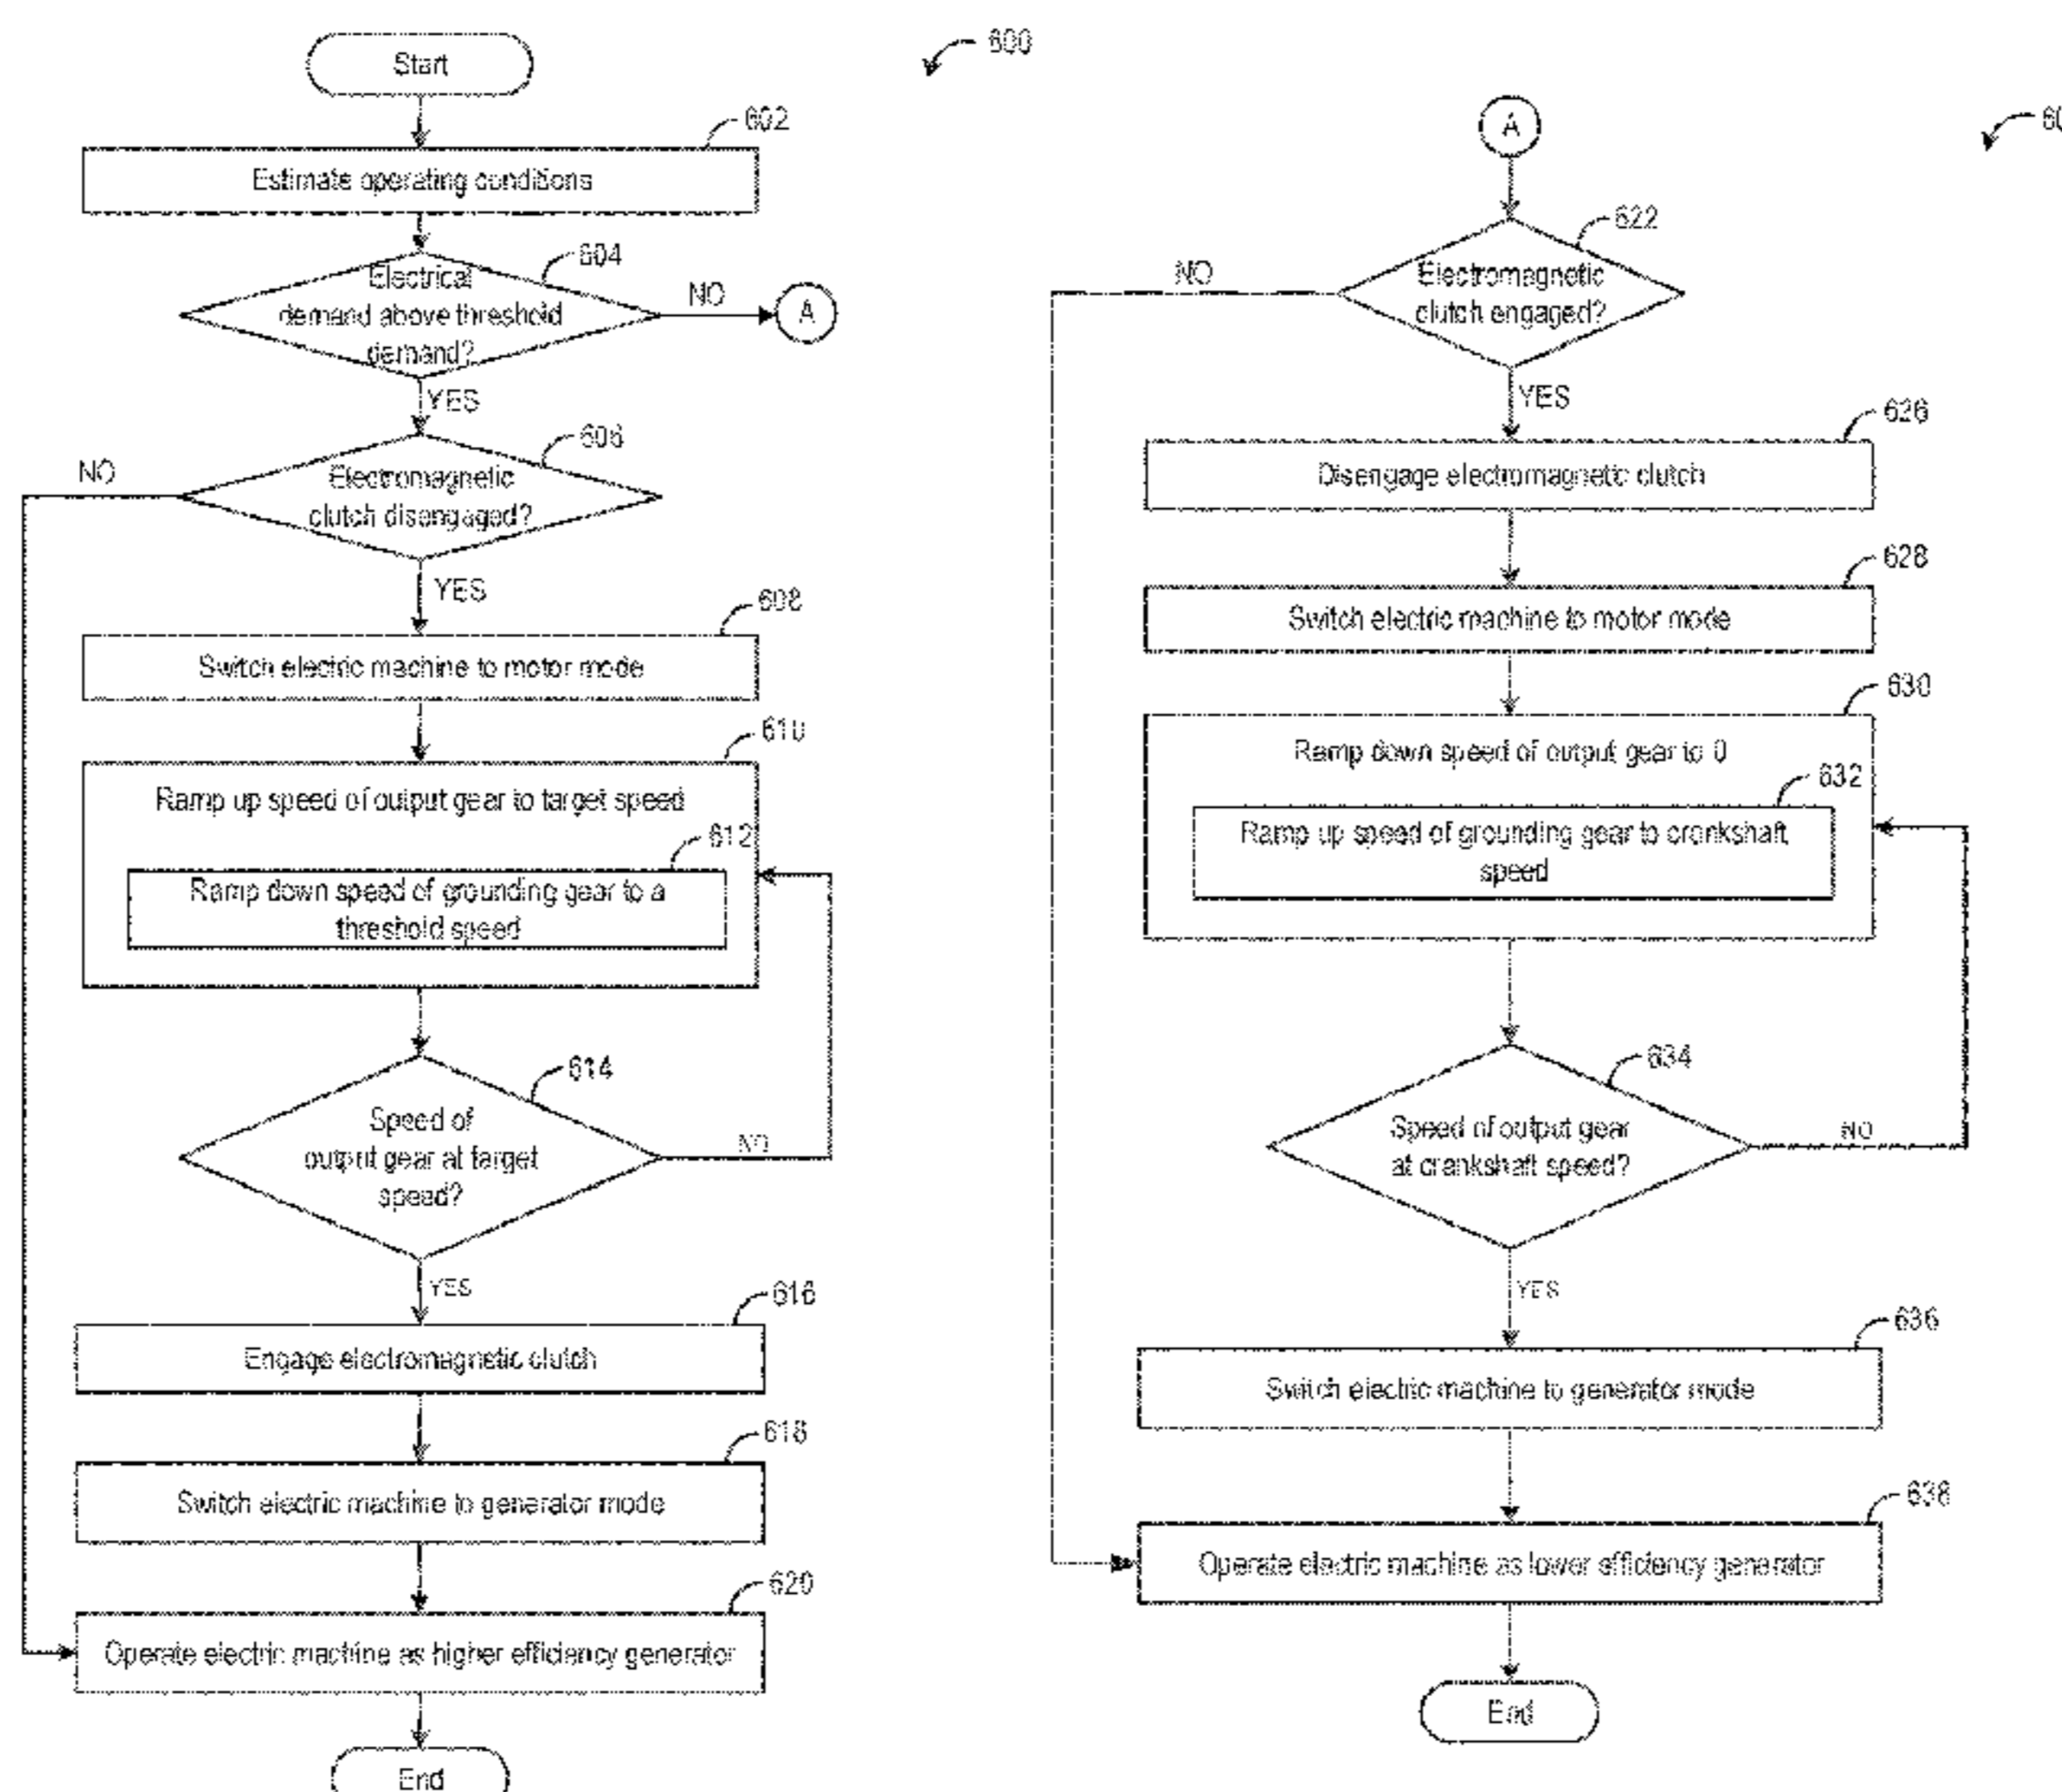 600
Start
602
Estimate operating conditions
604
Electrical
demand above threshold
demand?
NO
A
YES
606
Electromagnetic
clutch disengaged?
NO
YES
608
Switch electric machine to motor mode
610
Ramp up speed of output gear to target speed
612
Ramp down speed of grounding gear to a
threshold speed
614
Speed of
output gear at target
speed?
NO
YES
616
Engage electromagnetic clutch
618
Switch electric machine to generator mode
620
Operate electric machine as higher efficiency generator
End
A
622
Electromagnetic
clutch engaged?
NO
YES
626
Disengage electromagnetic clutch
628
Switch electric machine to motor mode
630
Ramp down speed of output gear to 0
632
Ramp up speed of grounding gear to crankshaft
speed
634
Speed of output gear
at crankshaft speed?
NO
YES
636
Switch electric machine to generator mode
638
Operate electric machine as lower efficiency generator
End